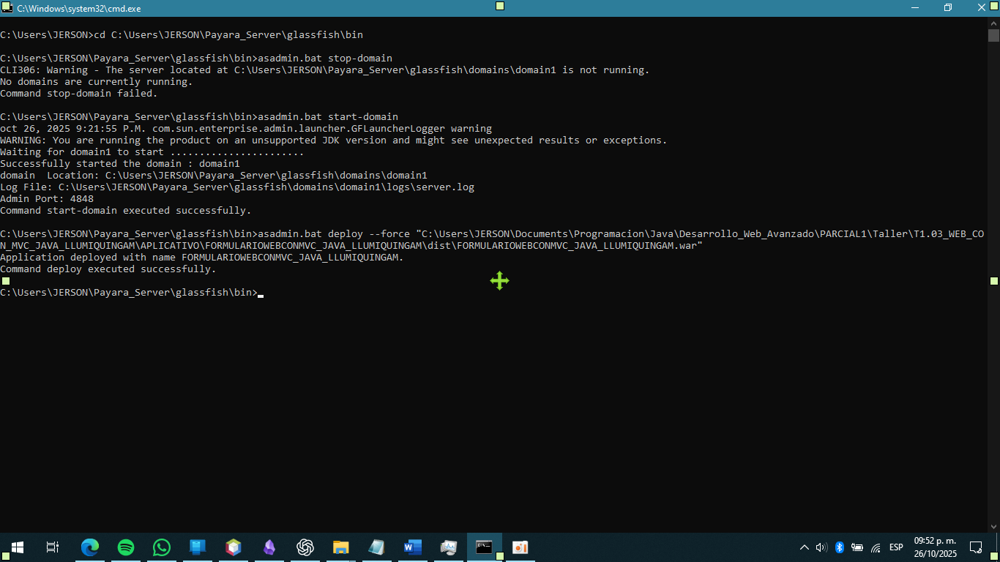 C:\Windows\system32\cmd.exe
C:\Users\JERSON>cd C:\Users\JERSON\Payara_Server\glassfish\bin
C:\Users\JERSON\Payara_Server\glassfish\bin>asadmin.bat stop-domain
CLI306: Warning - The server located at C:\Users\JERSON\Payara_Server\glassfish\domains\domain1 is not running.
No domains are currently running.
Command stop-domain failed.
C:\Users\JERSON\Payara_Server\glassfish\bin>asadmin.bat start-domain
oct 26, 2025 9:21:55 P.M. com.sun.enterprise.admin.launcher.GFLauncherLogger warning
WARNING: You are running the product on an unsupported JDK version and might see unexpected results or exceptions.
Waiting for domain1 to start .......................
Successfully started the domain : domain1
domain  Location: C:\Users\JERSON\Payara_Server\glassfish\domains\domain1
Log File: C:\Users\JERSON\Payara_Server\glassfish\domains\domain1\logs\server.log
Admin Port: 4848
Command start-domain executed successfully.
C:\Users\JERSON\Payara_Server\glassfish\bin>asadmin.bat deploy --force "C:\Users\JERSON\Documents\Programacion\Java\Desarrollo_Web_Avanzado\PARCIAL1\Taller\T1.03_WEB_CO
N_MVC_JAVA_LLUMIQUINGAM\APLICATIVO\FORMULARIOWEBCONMVC_JAVA_LLUMIQUINGAM\dist\FORMULARIOWEBCONMVC_JAVA_LLUMIQUINGAM.war"
Application deployed with name FORMULARIOWEBCONMVC_JAVA_LLUMIQUINGAM.
Command deploy executed successfully.
C:\Users\JERSON\Payara_Server\glassfish\bin>
ESP
09:52 p. m.
26/10/2025